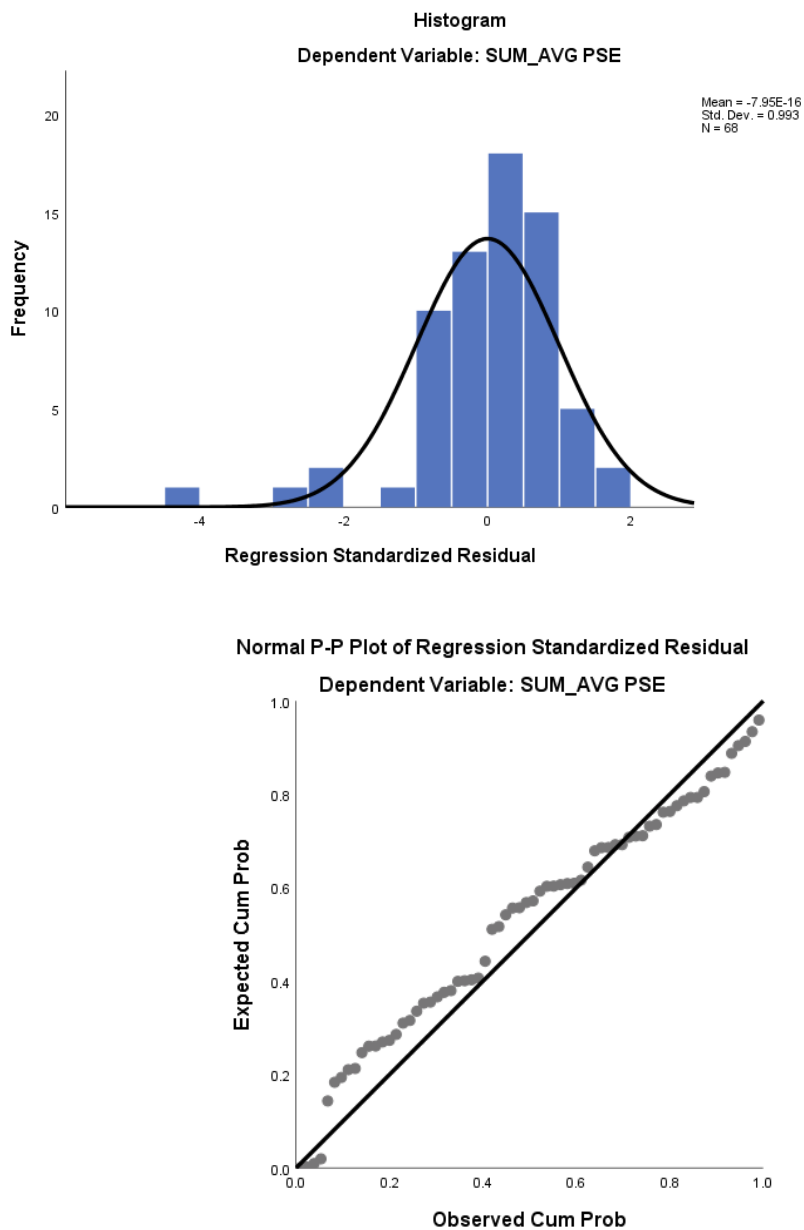 Histogram
Dependent Variable: SUM_AVG PSE
Mean = -7.95E-16
Std. Dev. = 0.993
N = 68
20
15
10
5
0
Frequency
-4
-2
0
2
Regression Standardized Residual
Normal P-P Plot of Regression Standardized Residual
Dependent Variable: SUM_AVG PSE
1.0
0.8
0.6
0.4
0.2
0.0
Expected Cum Prob
0.0
0.2
0.4
0.6
0.8
1.0
Observed Cum Prob